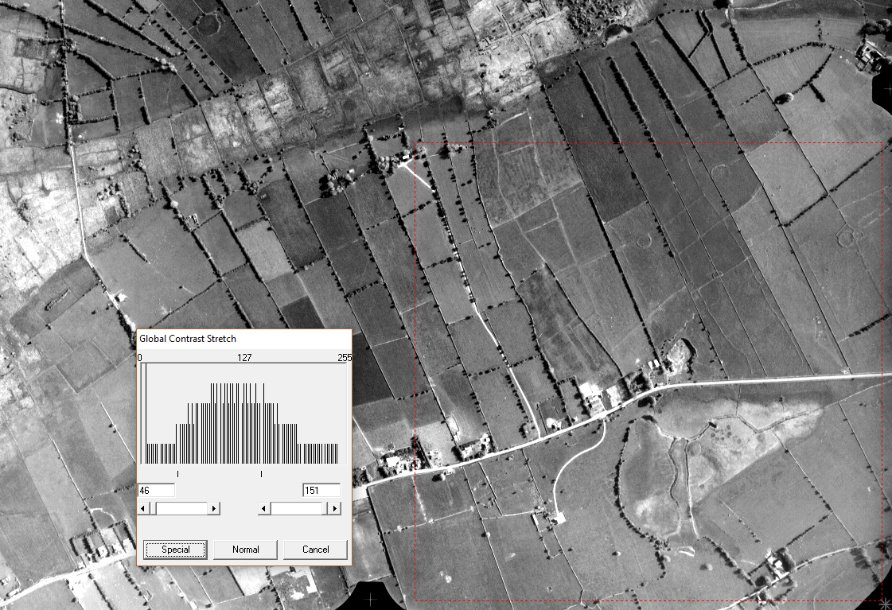 Global Contrast Stretch
0 127 255
46 151
Special Normal Cancel